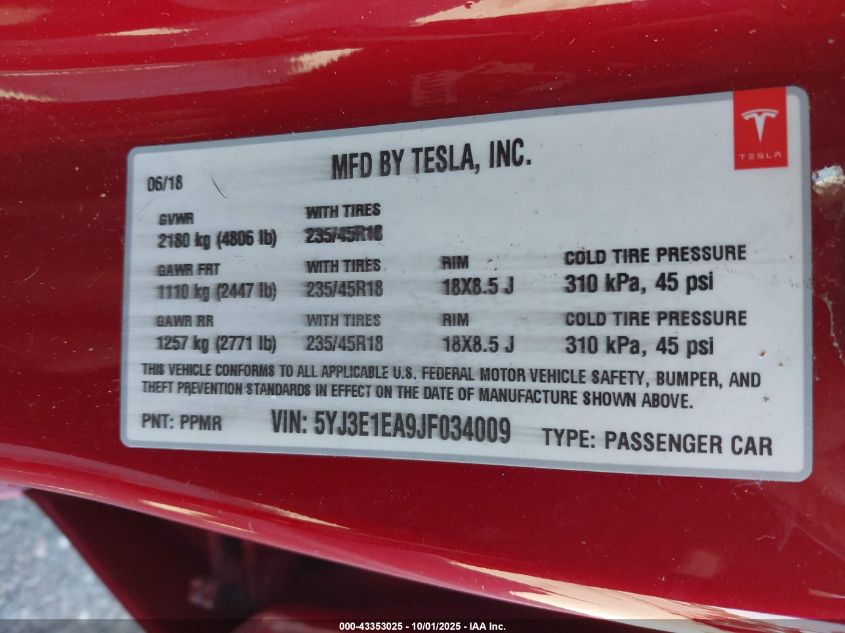 TESLA
MFD BY TESLA, INC.
06/18
GVWR WITH TIRES
2180 kg (4806 lb) 235/45R18
GAWR FRT WITH TIRES RIM COLD TIRE PRESSURE
1110 kg (2447 lb) 235/45R18 18X8.5 J 310 kPa, 45 psi
GAWR RR WITH TIRES RIM COLD TIRE PRESSURE
1257 kg (2771 lb) 235/45R18 18X8.5 J 310 kPa, 45 psi
THIS VEHICLE CONFORMS TO ALL APPLICABLE U.S. FEDERAL MOTOR VEHICLE SAFETY, BUMPER, AND
THEFT PREVENTION STANDARDS IN EFFECT ON THE DATE OF MANUFACTURE SHOWN ABOVE.
PNT: PPMR VIN: 5YJ3E1EA9JF034009 TYPE: PASSENGER CAR
000-43353025 - 10/01/2025 - IAA Inc.